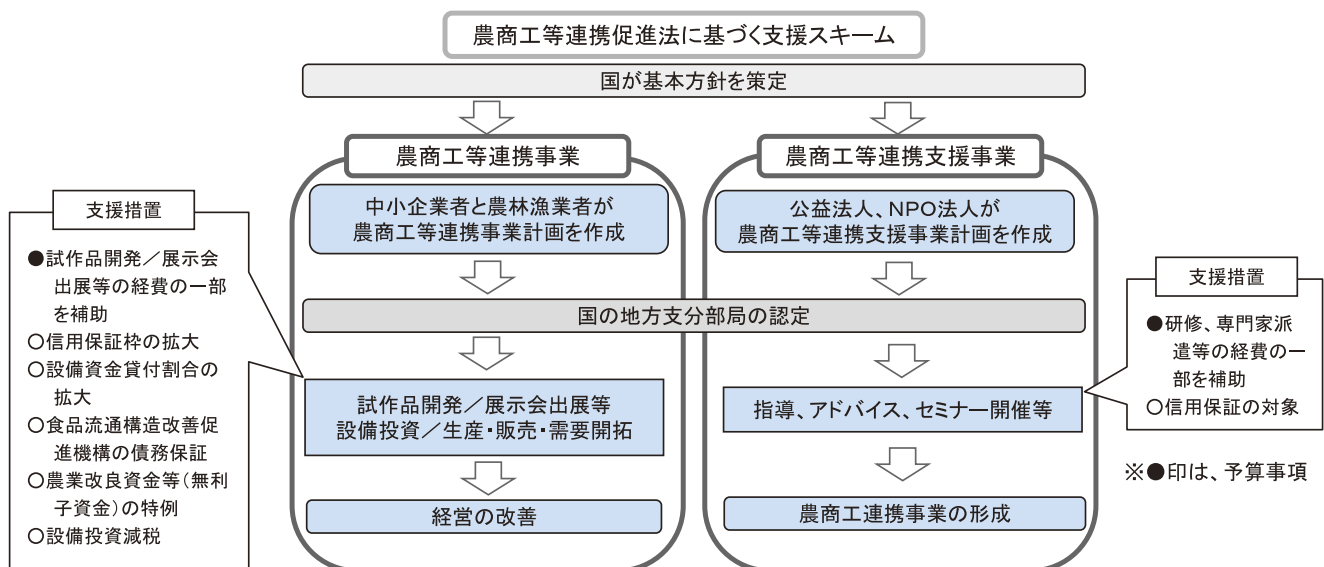 農商工等連携促進法に基づく支援スキーム
国が基本方針を策定
農商工等連携事業
農商工等連携支援事業
中小企業者と農林漁業者が
農商工等連携事業計画を作成
公益法人、NPO法人が
農商工等連携支援事業計画を作成
国の地方支分部局の認定
試作品開発／展示会出展等
設備投資／生産・販売・需要開拓
指導、アドバイス、セミナー開催等
経営の改善
農商工連携事業の形成
支援措置
●試作品開発／展示会
出展等の経費の一部
を補助
○信用保証枠の拡大
○設備資金貸付割合の
拡大
○食品流通構造改善促
進機構の債務保証
○農業改良資金等（無利
子資金）の特例
○設備投資減税
支援措置
●研修、専門家派
遣等の経費の一
部を補助
○信用保証の対象
※●印は、予算事項